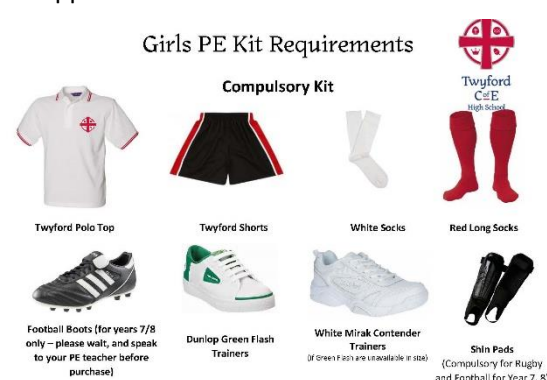 Girls PE Kit Requirements
Twyford
CofE
High School
Compulsory Kit
Twyford Polo Top
Twyford Shorts
White Socks
Red Long Socks
Football Boots (for years 7/8
only – please wait, and speak
to your PE teacher before
purchase)
Dunlop Green Flash
Trainers
White Mirak Contender
Trainers
(if Green Flash are unavailable in size)
Shin Pads
(Compulsory for Rugby
and Football for Year 7, 8)